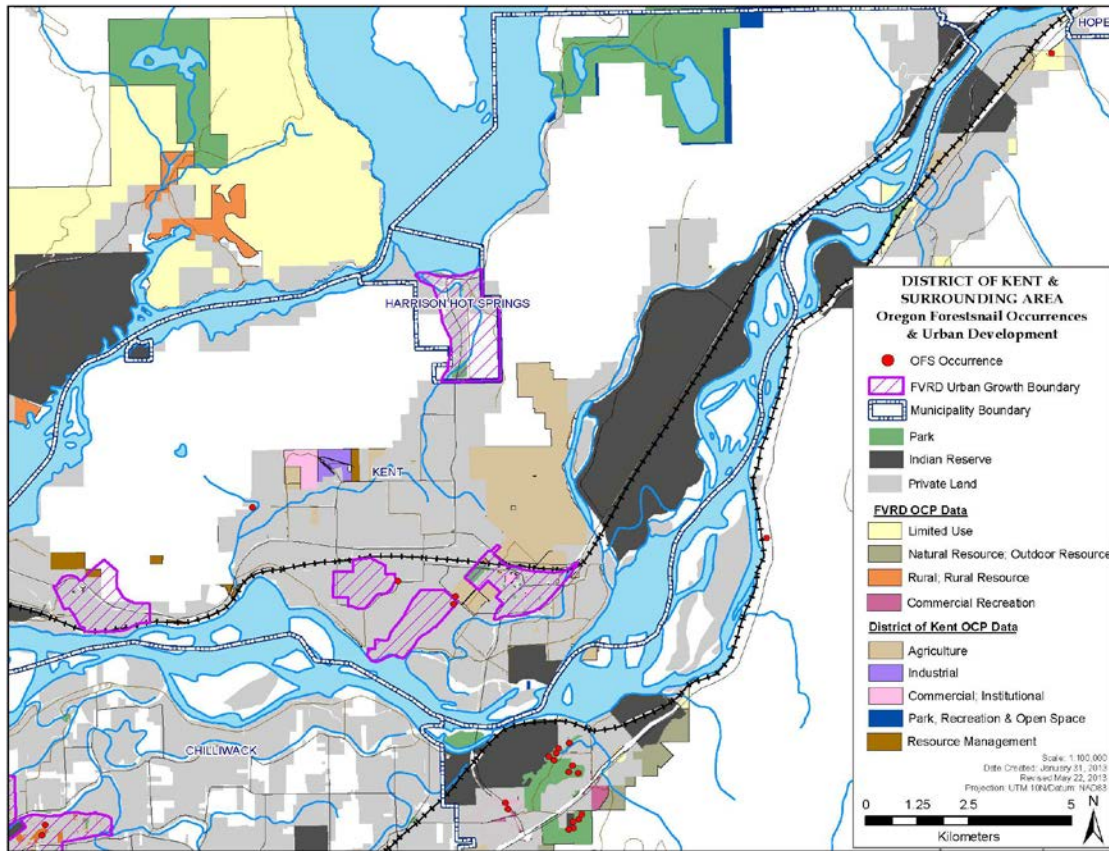 HOPE
HARRISON HOT SPRINGS
KENT
CHILLIWACK
DISTRICT OF KENT &
SURROUNDING AREA
Oregon Forestsnail Occurrences
& Urban Development
OFS Occurrence
FVRD Urban Growth Boundary
Municipality Boundary
Park
Indian Reserve
Private Land
FVRD OCP Data
Limited Use
Natural Resource; Outdoor Resource
Rural; Rural Resource
Commercial Recreation
District of Kent OCP Data
Agriculture
Industrial
Commercial; Institutional
Park, Recreation & Open Space
Resource Management
Scale: 1:100,000
Date Created: January 31, 2013
Revised May 22, 2013
Projection: UTM 10N/Datum: NAD83
0 1.25 2.5 5
Kilometers
N